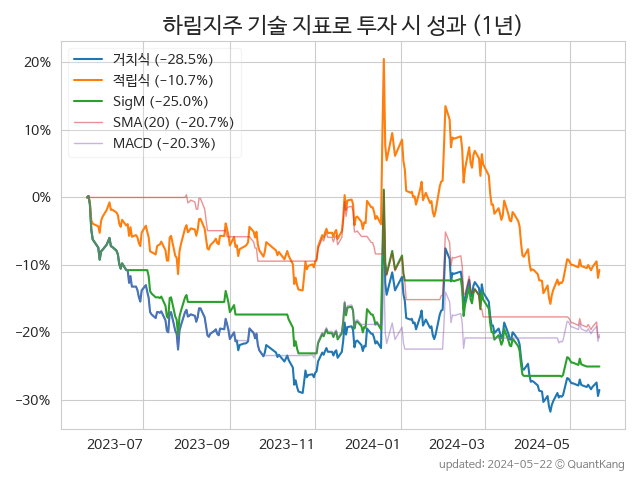 하림지주 기술 지표로 투자 시 성과 (1년)
거치식 (−28.5%)
적립식 (−10.7%)
SigM (−25.0%)
SMA(20) (−20.7%)
MACD (−20.3%)
20%
10%
0%
−10%
−20%
−30%
2023−07 2023−09 2023−11 2024−01 2024−03 2024−05
updated: 2024−05−22 © QuantKang